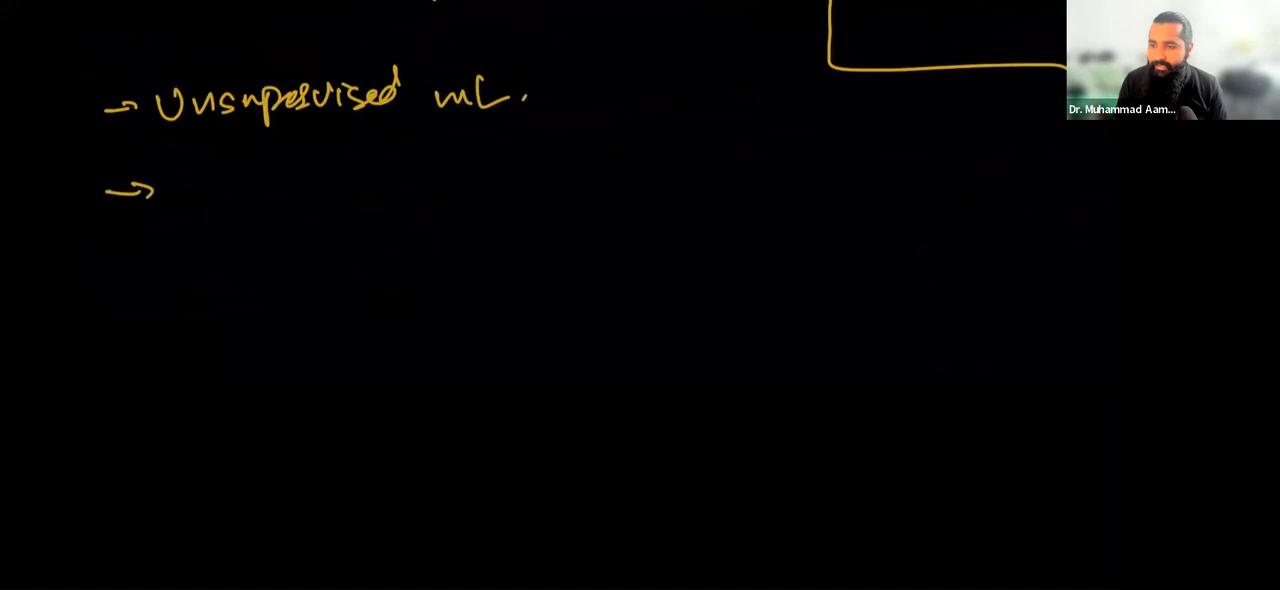 → Unsupervised ML.
→
Dr. Muhammad Aam...